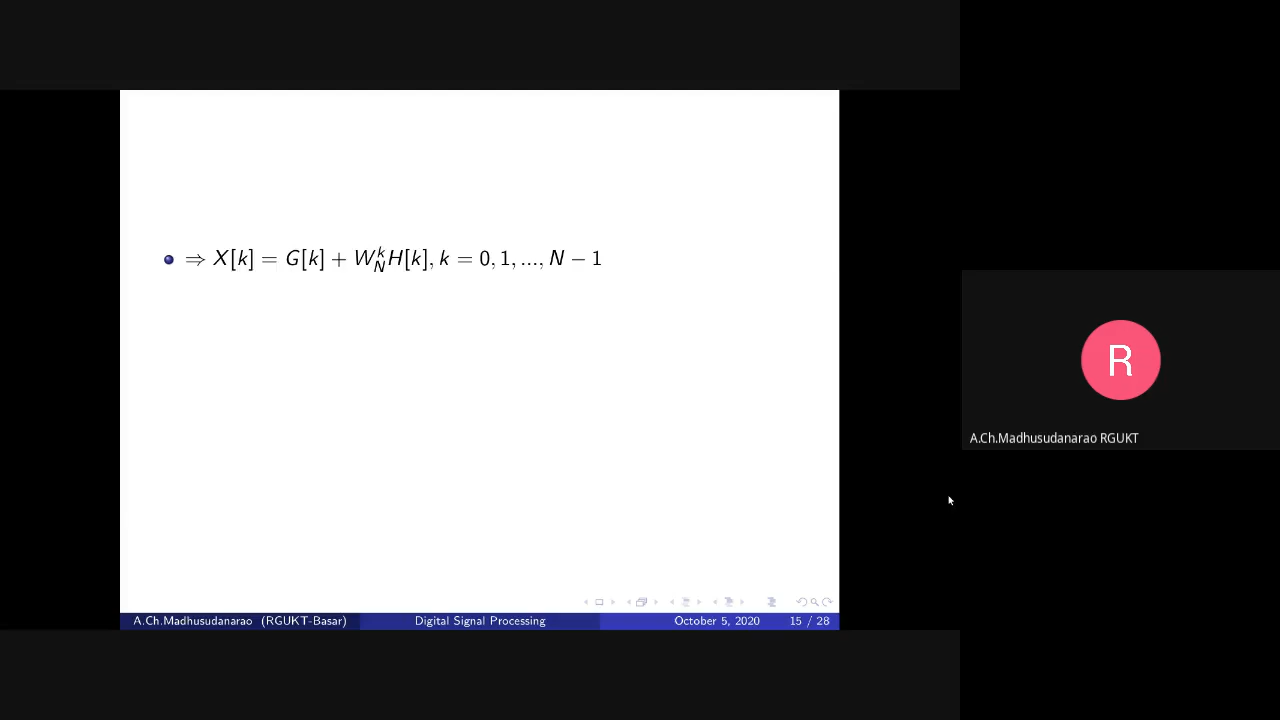 ⇒ X[k] = G[k] + W_N^k H[k], k = 0, 1, ..., N − 1
R
A.Ch.Madhusudanarao RGUKT
A.Ch.Madhusudanarao (RGUKT-Basar) Digital Signal Processing October 5, 2020 15 / 28